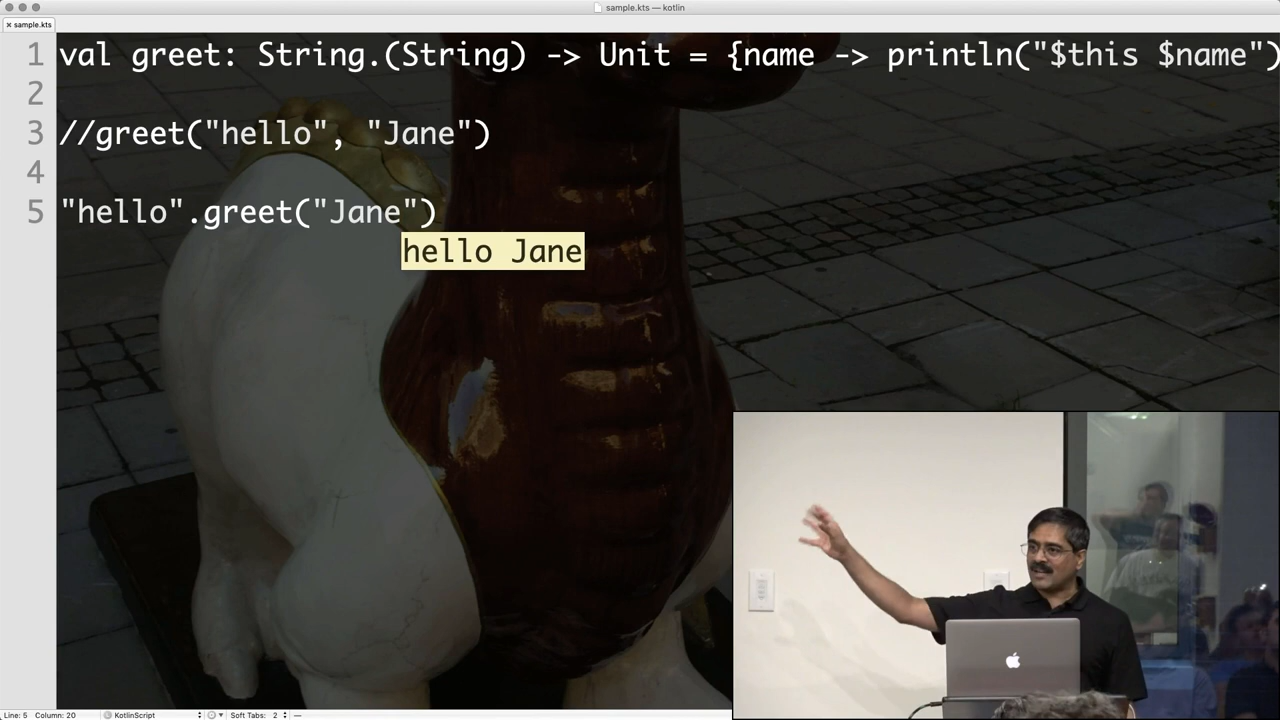 sample.kts — kotlin
× sample.kts
1 val greet: String.(String) -> Unit = {name -> println("$this $name")
2
3 //greet("hello", "Jane")
4
5 "hello".greet("Jane")
hello Jane
Line: 5 Column: 20 KotlinScript Soft Tabs: 2 —